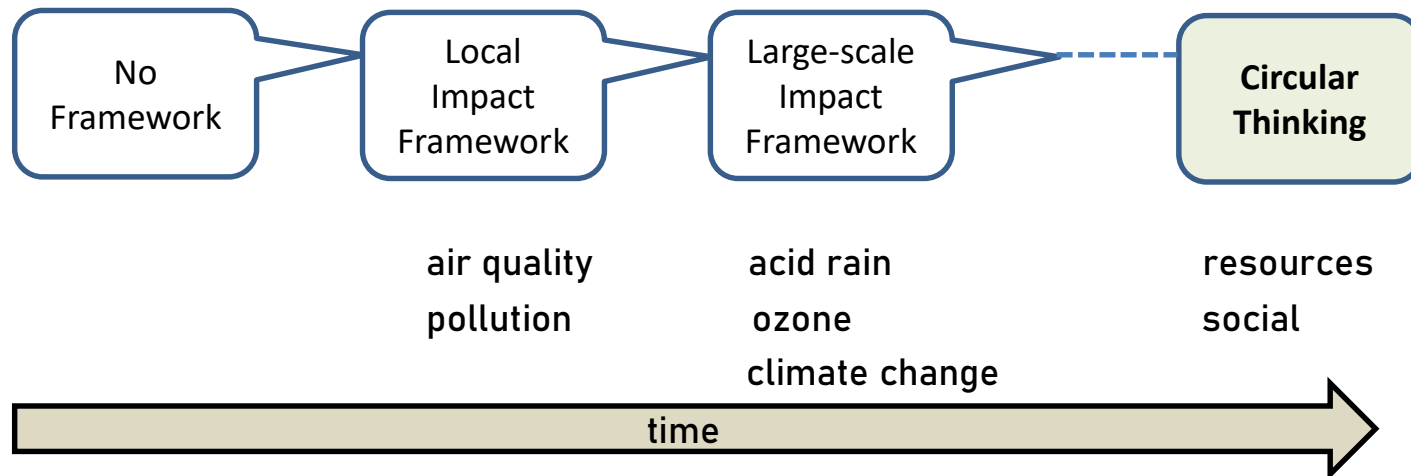 No
Framework
Local
Impact
Framework
Large-scale
Impact
Framework
Circular
Thinking
air quality
pollution
acid rain
ozone
climate change
resources
social
time